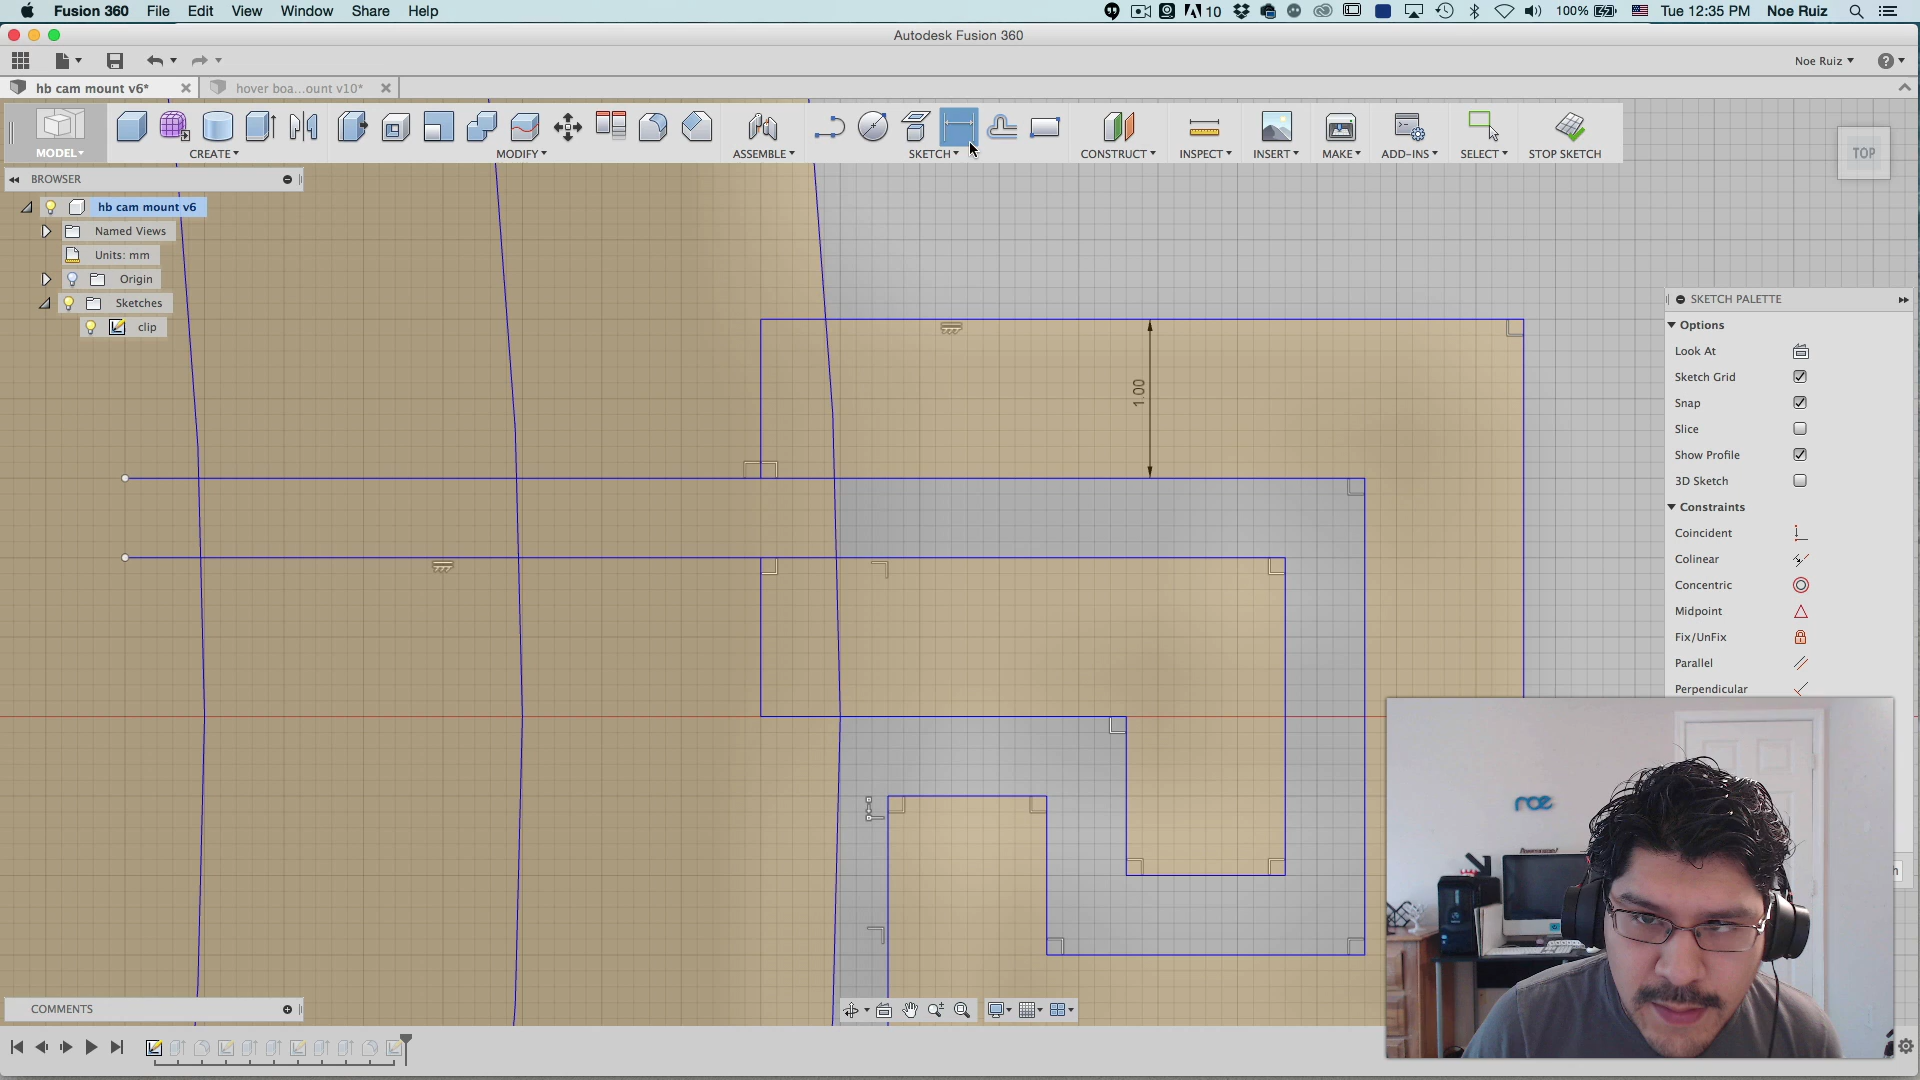 Fusion 360 File Edit View Window Share Help
10 100% Tue 12:35 PM Noe Ruiz
Autodesk Fusion 360
Noe Ruiz
hb cam mount v6* hover boa...ount v10*
MODEL CREATE MODIFY ASSEMBLE SKETCH CONSTRUCT INSPECT INSERT MAKE ADD-INS SELECT STOP SKETCH
TOP
BROWSER
hb cam mount v6
Named Views
Units: mm
Origin
Sketches
clip
1.00
SKETCH PALETTE
Options
Look At
Sketch Grid
Snap
Slice
Show Profile
3D Sketch
Constraints
Coincident
Colinear
Concentric
Midpoint
Fix/UnFix
Parallel
Perpendicular
roe
COMMENTS